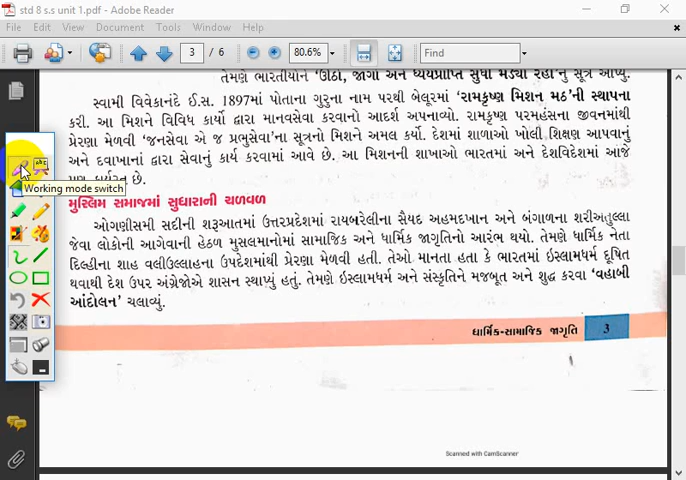 std 8 s.s unit 1.pdf - Adobe Reader
File Edit View Document Tools Window Help
3 / 6 80.6% Find
તેમણે ભારતીયોને 'ઊઠો, જાગો અને ધ્યેયપ્રાપ્તિ સુધી મંડ્યા રહો'નું સૂત્ર આપ્યું.
સ્વામી વિવેકાનંદે ઈ.સ. 1897માં પોતાના ગુરુના નામ પરથી બેલૂરમાં 'રામકૃષ્ણ મિશન મઠ'ની સ્થાપના
કરી. આ મિશને વિવિધ કાર્યો દ્વારા માનવસેવા કરવાનો આદર્શ અપનાવ્યો. રામકૃષ્ણ પરમહંસના જીવનમાંથી
પ્રેરણા મેળવી 'જનસેવા એ જ પ્રભુસેવા'ના સૂત્રનો મિશને અમલ કર્યો. દેશમાં શાળાઓ ખોલી શિક્ષણ આપવાનું
અને દવાખાનાં દ્વારા સેવાનું કાર્ય કરવામાં આવે છે. આ મિશનની શાખાઓ ભારતમાં અને દેશવિદેશમાં આજે
પણ કાર્યરત છે.
Working mode switch
મુસ્લિમ સમાજમાં સુધારાની ચળવળ
ઓગણીસમી સદીની શરૂઆતમાં ઉત્તરપ્રદેશમાં રાયબરેલીના સૈયદ અહમદખાન અને બંગાળના શરીઅતુલ્લા
જેવા લોકોની આગેવાની હેઠળ મુસલમાનોમાં સામાજિક અને ધાર્મિક જાગૃતિનો આરંભ થયો. તેમણે ધાર્મિક નેતા
દિલ્હીના શાહ વલીઉલ્લાહના ઉપદેશમાંથી પ્રેરણા મેળવી હતી. તેઓ માનતા હતા કે ભારતમાં ઇસ્લામધર્મ દૂષિત
થવાથી દેશ ઉપર અંગ્રેજોએ શાસન સ્થાપ્યું હતું. તેમણે ઇસ્લામધર્મ અને સંસ્કૃતિને મજબૂત અને શુદ્ધ કરવા 'વહાબી
આંદોલન' ચલાવ્યું.
ધાર્મિક-સામાજિક જાગૃતિ 3
Scanned with CamScanner